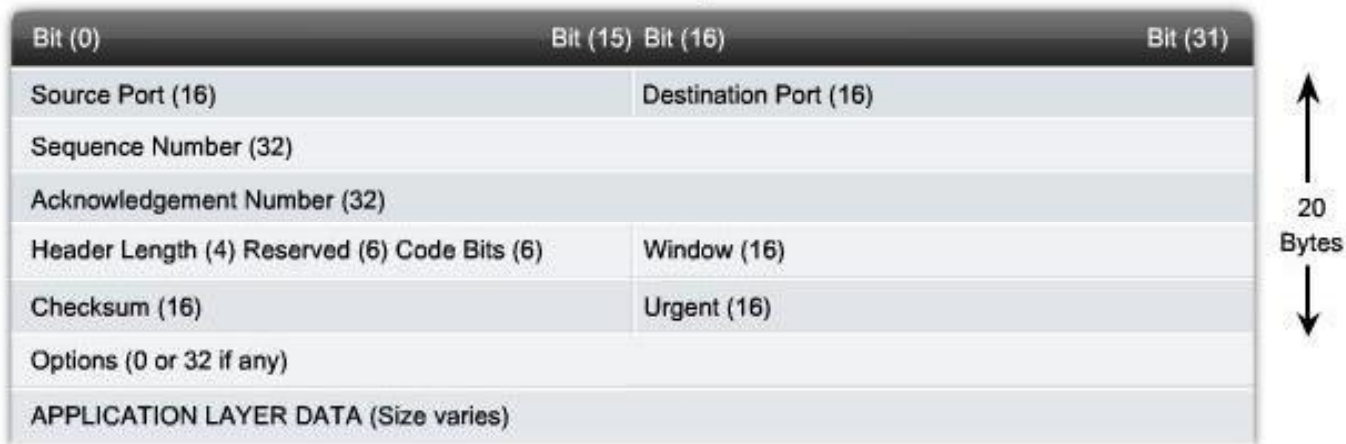 Bit (0) Bit (15) Bit (16) Bit (31)
Source Port (16) Destination Port (16)
Sequence Number (32)
Acknowledgement Number (32)
20
Bytes
Header Length (4) Reserved (6) Code Bits (6) Window (16)
Checksum (16) Urgent (16)
Options (0 or 32 if any)
APPLICATION LAYER DATA (Size varies)